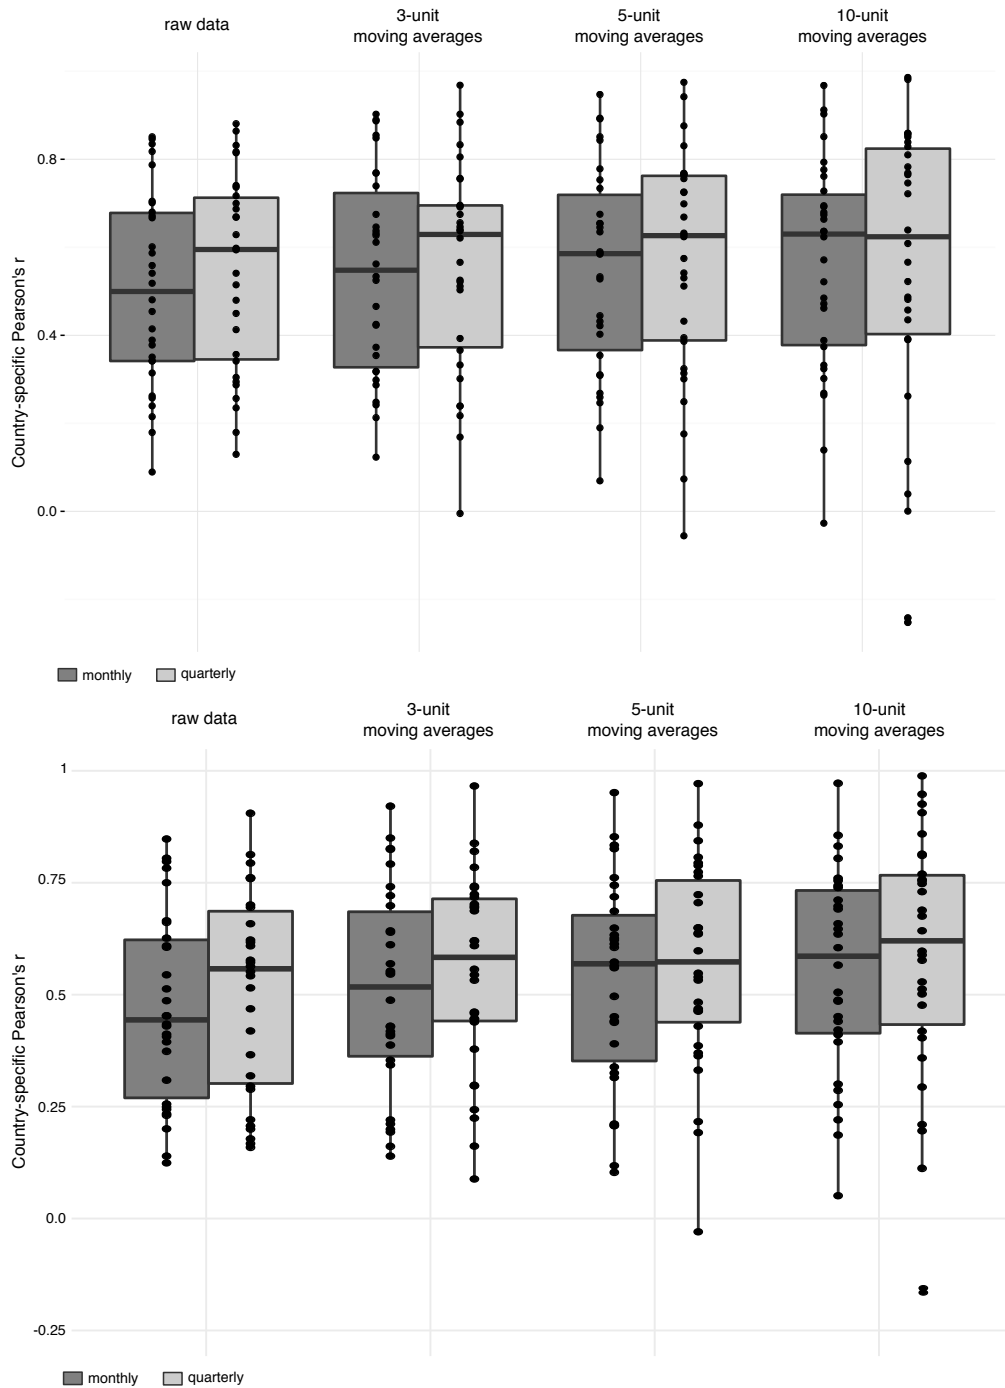 raw data
3-unit
moving averages
5-unit
moving averages
10-unit
moving averages
Country-specific Pearson's r
0.8
0.4
0.0
monthly quarterly
raw data
3-unit
moving averages
5-unit
moving averages
10-unit
moving averages
Country-specific Pearson's r
1
0.75
0.5
0.25
0.0
-0.25
monthly quarterly